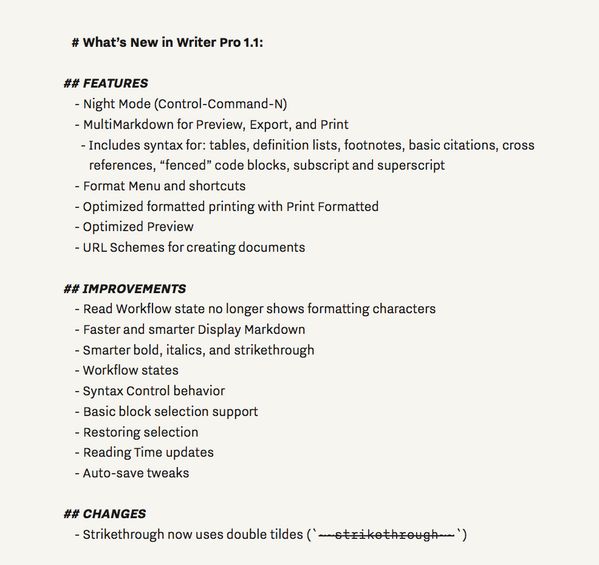 # What’s New in Writer Pro 1.1:
## FEATURES
- Night Mode (Control-Command-N)
- MultiMarkdown for Preview, Export, and Print
- Includes syntax for: tables, definition lists, footnotes, basic citations, cross
references, “fenced” code blocks, subscript and superscript
- Format Menu and shortcuts
- Optimized formatted printing with Print Formatted
- Optimized Preview
- URL Schemes for creating documents
## IMPROVEMENTS
- Read Workflow state no longer shows formatting characters
- Faster and smarter Display Markdown
- Smarter bold, italics, and strikethrough
- Workflow states
- Syntax Control behavior
- Basic block selection support
- Restoring selection
- Reading Time updates
- Auto-save tweaks
## CHANGES
- Strikethrough now uses double tildes (`~~strikethrough~~`)